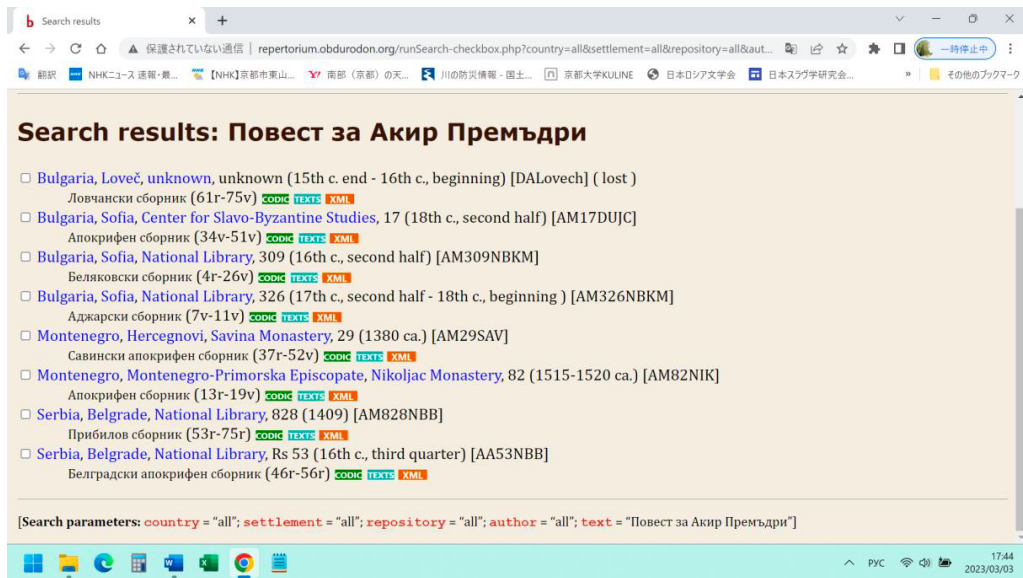 Search results
保護されていない通信 | repertorium.obdurodon.org/runSearch-checkbox.php?country=all&settlement=all&repository=all&aut...
一時停止中
翻訳 NHKニュース 速報・最... 【NHK】京都市東山... 南部（京都）の天... 川の防災情報 - 国土... 京都大学KULINE 日本ロシア文学会 日本スラヴ学研究会... » その他のブックマーク
Search results: Повест за Акир Премъдри
Bulgaria, Loveč, unknown, unknown (15th c. end - 16th c., beginning) [DALovech] ( lost )
Ловчански сборник (61r-75v) CODIC TEXTS XML
Bulgaria, Sofia, Center for Slavo-Byzantine Studies, 17 (18th c., second half) [AM17DUJC]
Апокрифен сборник (34v-51v) CODIC TEXTS XML
Bulgaria, Sofia, National Library, 309 (16th c., second half) [AM309NBKM]
Беляковски сборник (4r-26v) CODIC TEXTS XML
Bulgaria, Sofia, National Library, 326 (17th c., second half - 18th c., beginning ) [AM326NBKM]
Аджарски сборник (7v-11v) CODIC TEXTS XML
Montenegro, Hercegnovi, Savina Monastery, 29 (1380 ca.) [AM29SAV]
Савински апокрифен сборник (37r-52v) CODIC TEXTS XML
Montenegro, Montenegro-Primorska Episcopate, Nikoljac Monastery, 82 (1515-1520 ca.) [AM82NIK]
Апокрифен сборник (13r-19v) CODIC TEXTS XML
Serbia, Belgrade, National Library, 828 (1409) [AM828NBB]
Прибилов сборник (53r-75r) CODIC TEXTS XML
Serbia, Belgrade, National Library, Rs 53 (16th c., third quarter) [AA53NBB]
Белградски апокрифен сборник (46r-56r) CODIC TEXTS XML
[Search parameters: country = “all”; settlement = “all”; repository = “all”; author = “all”; text = “Повест за Акир Премъдри”]
РУС 17:44
2023/03/03